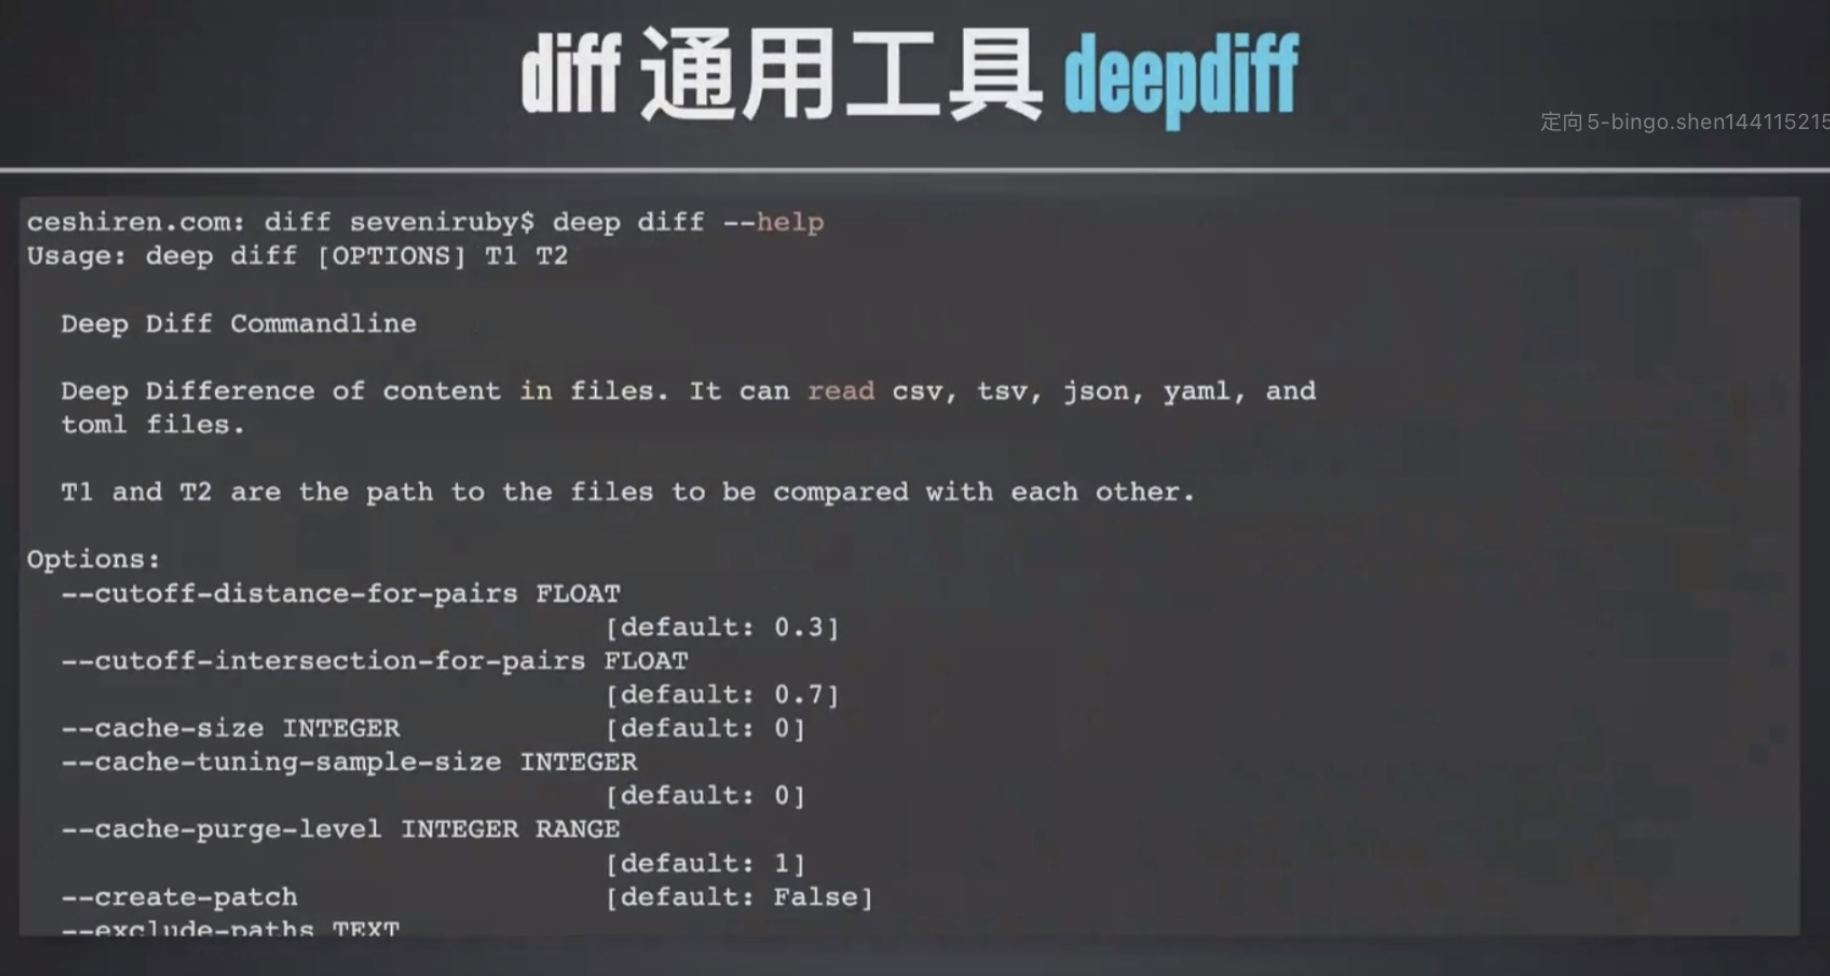 diff 通用工具 deepdiff
定向5-bingo.shen144115215
ceshiren.com: diff seveniruby$ deep diff --help
Usage: deep diff [OPTIONS] T1 T2
Deep Diff Commandline
Deep Difference of content in files. It can read csv, tsv, json, yaml, and
toml files.
T1 and T2 are the path to the files to be compared with each other.
Options:
--cutoff-distance-for-pairs FLOAT
[default: 0.3]
--cutoff-intersection-for-pairs FLOAT
[default: 0.7]
--cache-size INTEGER [default: 0]
--cache-tuning-sample-size INTEGER
[default: 0]
--cache-purge-level INTEGER RANGE
[default: 1]
--create-patch [default: False]
--exclude-paths TEXT